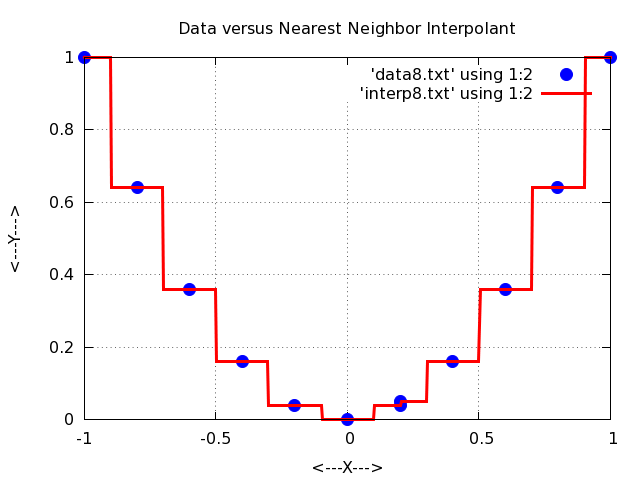 Data versus Nearest Neighbor Interpolant
'data8.txt' using 1:2
'interp8.txt' using 1:2
1
0.8
0.6
0.4
0.2
0
<---Y--->
-1
-0.5
0
0.5
1
<---X--->